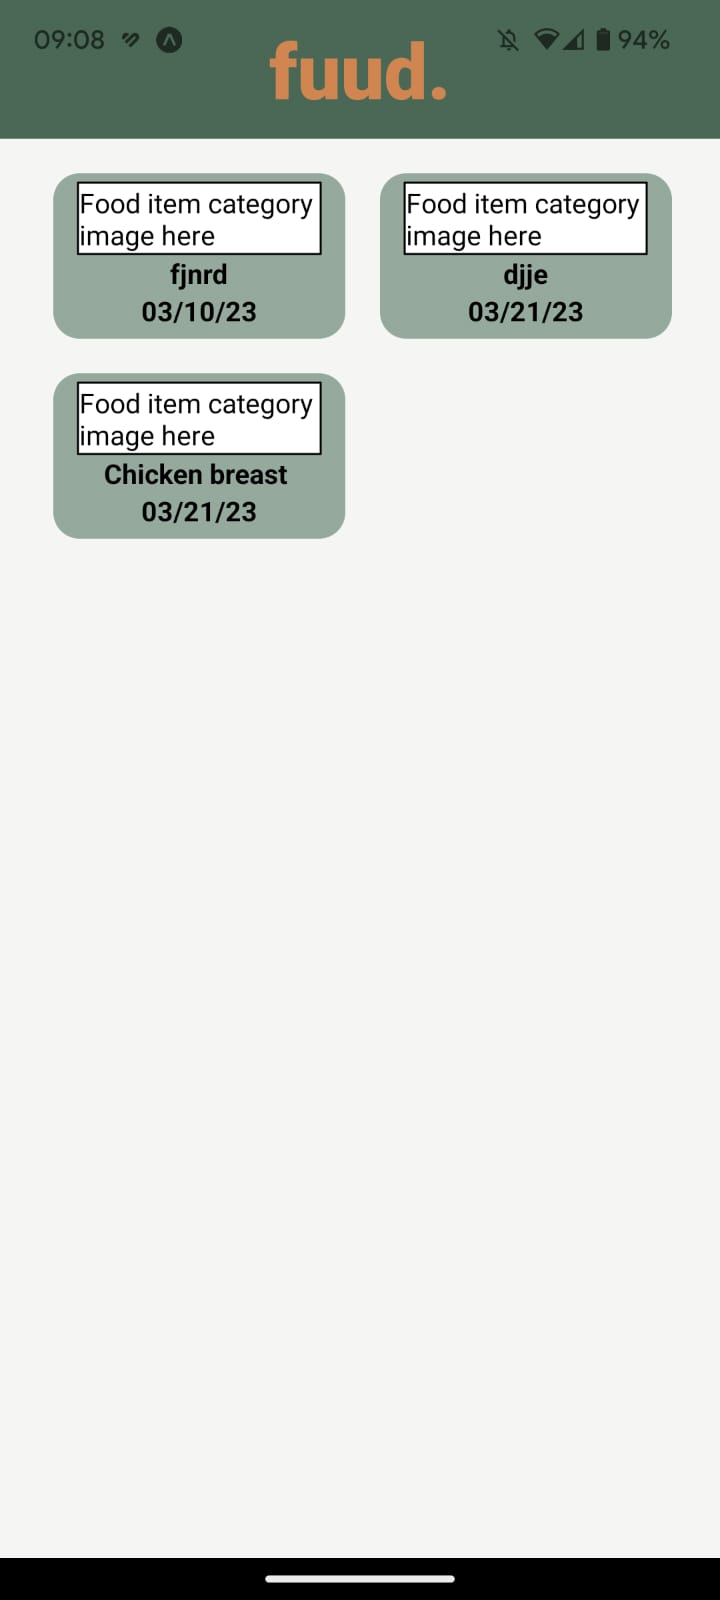 09:08 94%
fuud.
Food item category
image here
fjnrd
03/10/23
Food item category
image here
djje
03/21/23
Food item category
image here
Chicken breast
03/21/23